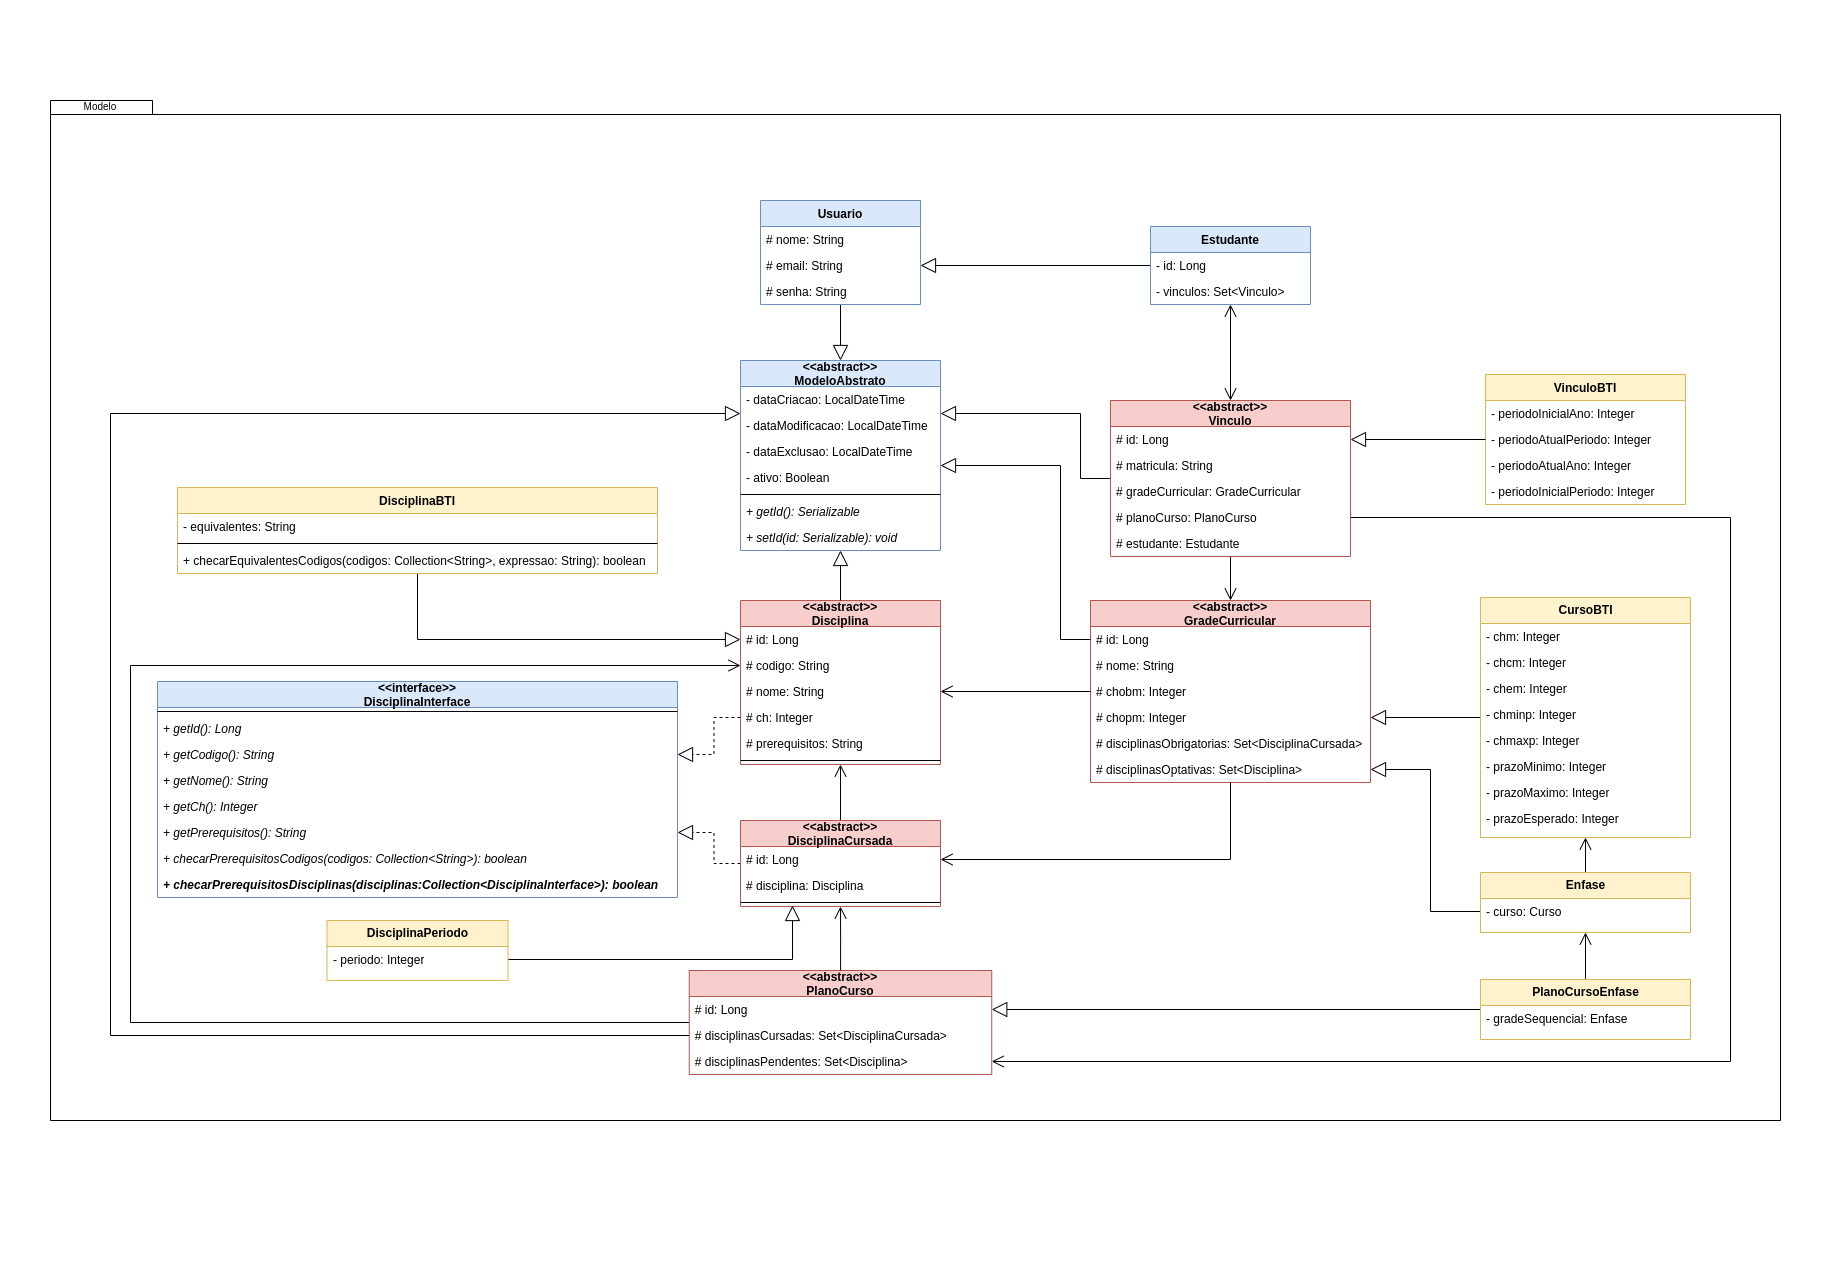 Modelo
Usuario
# nome: String
# email: String
# senha: String
Estudante
- id: Long
- vinculos: Set<Vinculo>
<<abstract>>
ModeloAbstrato
- dataCriacao: LocalDateTime
- dataModificacao: LocalDateTime
- dataExclusao: LocalDateTime
- ativo: Boolean
+ getId(): Serializable
+ setId(id: Serializable): void
<<abstract>>
Vinculo
# id: Long
# matricula: String
# gradeCurricular: GradeCurricular
# planoCurso: PlanoCurso
# estudante: Estudante
VinculoBTI
- periodoInicialAno: Integer
- periodoAtualPeriodo: Integer
- periodoAtualAno: Integer
- periodoInicialPeriodo: Integer
DisciplinaBTI
- equivalentes: String
+ checarEquivalentesCodigos(codigos: Collection<String>, expressao: String): boolean
<<abstract>>
Disciplina
# id: Long
# codigo: String
# nome: String
# ch: Integer
# prerequisitos: String
<<abstract>>
GradeCurricular
# id: Long
# nome: String
# chobm: Integer
# chopm: Integer
# disciplinasObrigatorias: Set<DisciplinaCursada>
# disciplinasOptativas: Set<Disciplina>
CursoBTI
- chm: Integer
- chcm: Integer
- chem: Integer
- chminp: Integer
- chmaxp: Integer
- prazoMinimo: Integer
- prazoMaximo: Integer
- prazoEsperado: Integer
<<interface>>
DisciplinaInterface
+ getId(): Long
+ getCodigo(): String
+ getNome(): String
+ getCh(): Integer
+ getPrerequisitos(): String
+ checarPrerequisitosCodigos(codigos: Collection<String>): boolean
+ checarPrerequisitosDisciplinas(disciplinas:Collection<DisciplinaInterface>): boolean
<<abstract>>
DisciplinaCursada
# id: Long
# disciplina: Disciplina
Enfase
- curso: Curso
DisciplinaPeriodo
- periodo: Integer
<<abstract>>
PlanoCurso
# id: Long
# disciplinasCursadas: Set<DisciplinaCursada>
# disciplinasPendentes: Set<Disciplina>
PlanoCursoEnfase
- gradeSequencial: Enfase